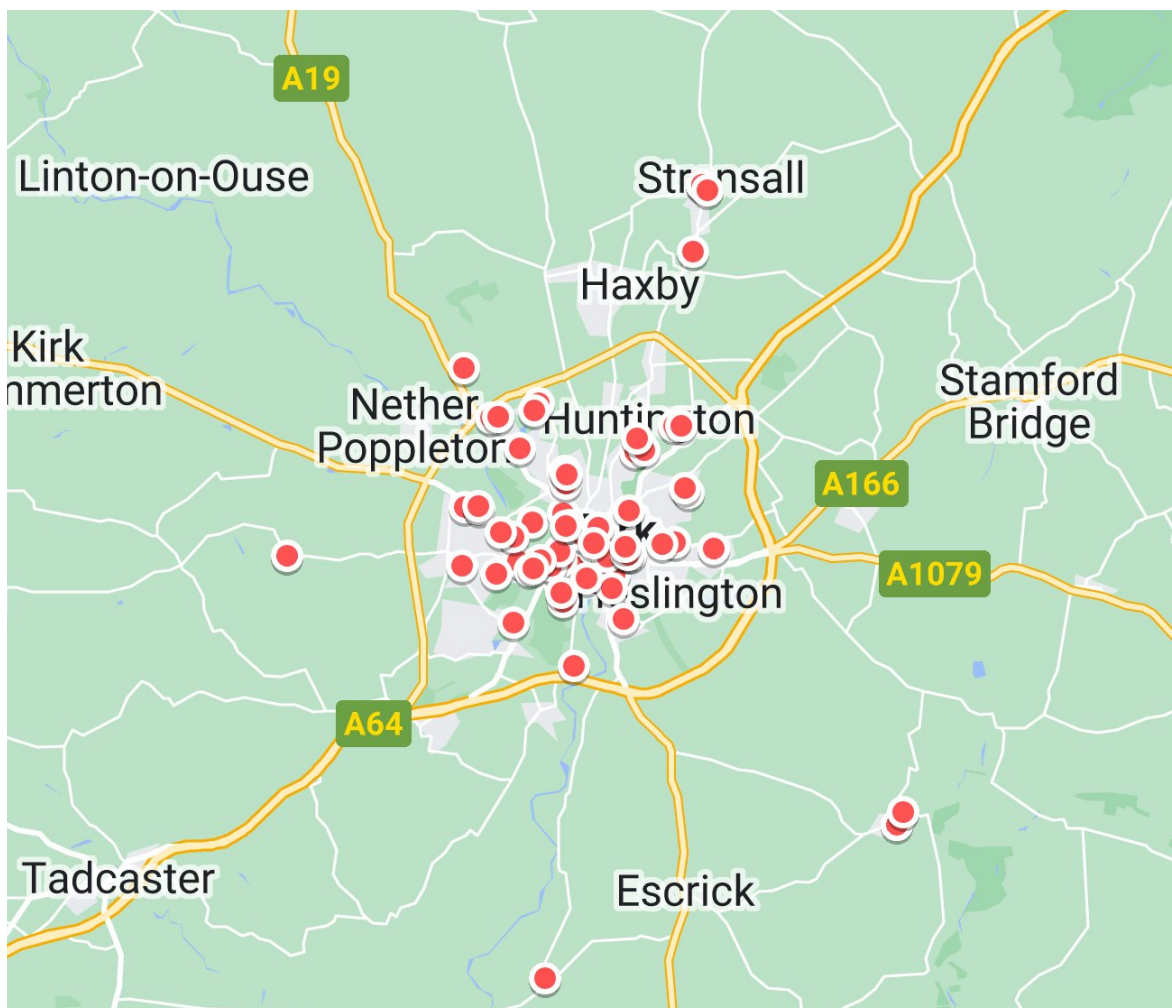 A19
Linton-on-Ouse
Strensall
Haxby
Kirk
nmerton
Nether
Poppleton
Huntington
Stamford
Bridge
A166
A1079
Heslington
A64
Tadcaster
Escrick